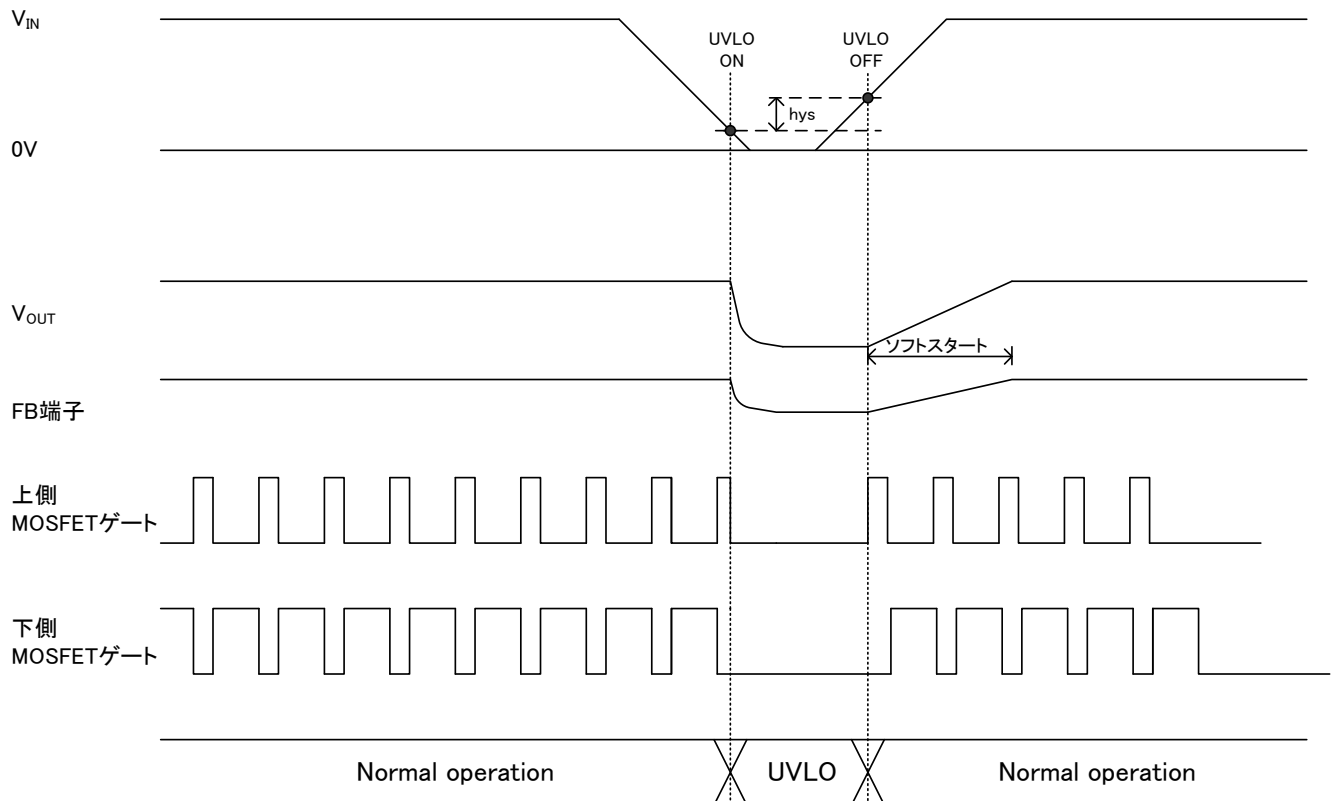 VIN
UVLO
ON
UVLO
OFF
hys
0V
VOUT
ソフトスタート
FB端子
上側
MOSFETゲート
下側
MOSFETゲート
Normal operation
UVLO
Normal operation